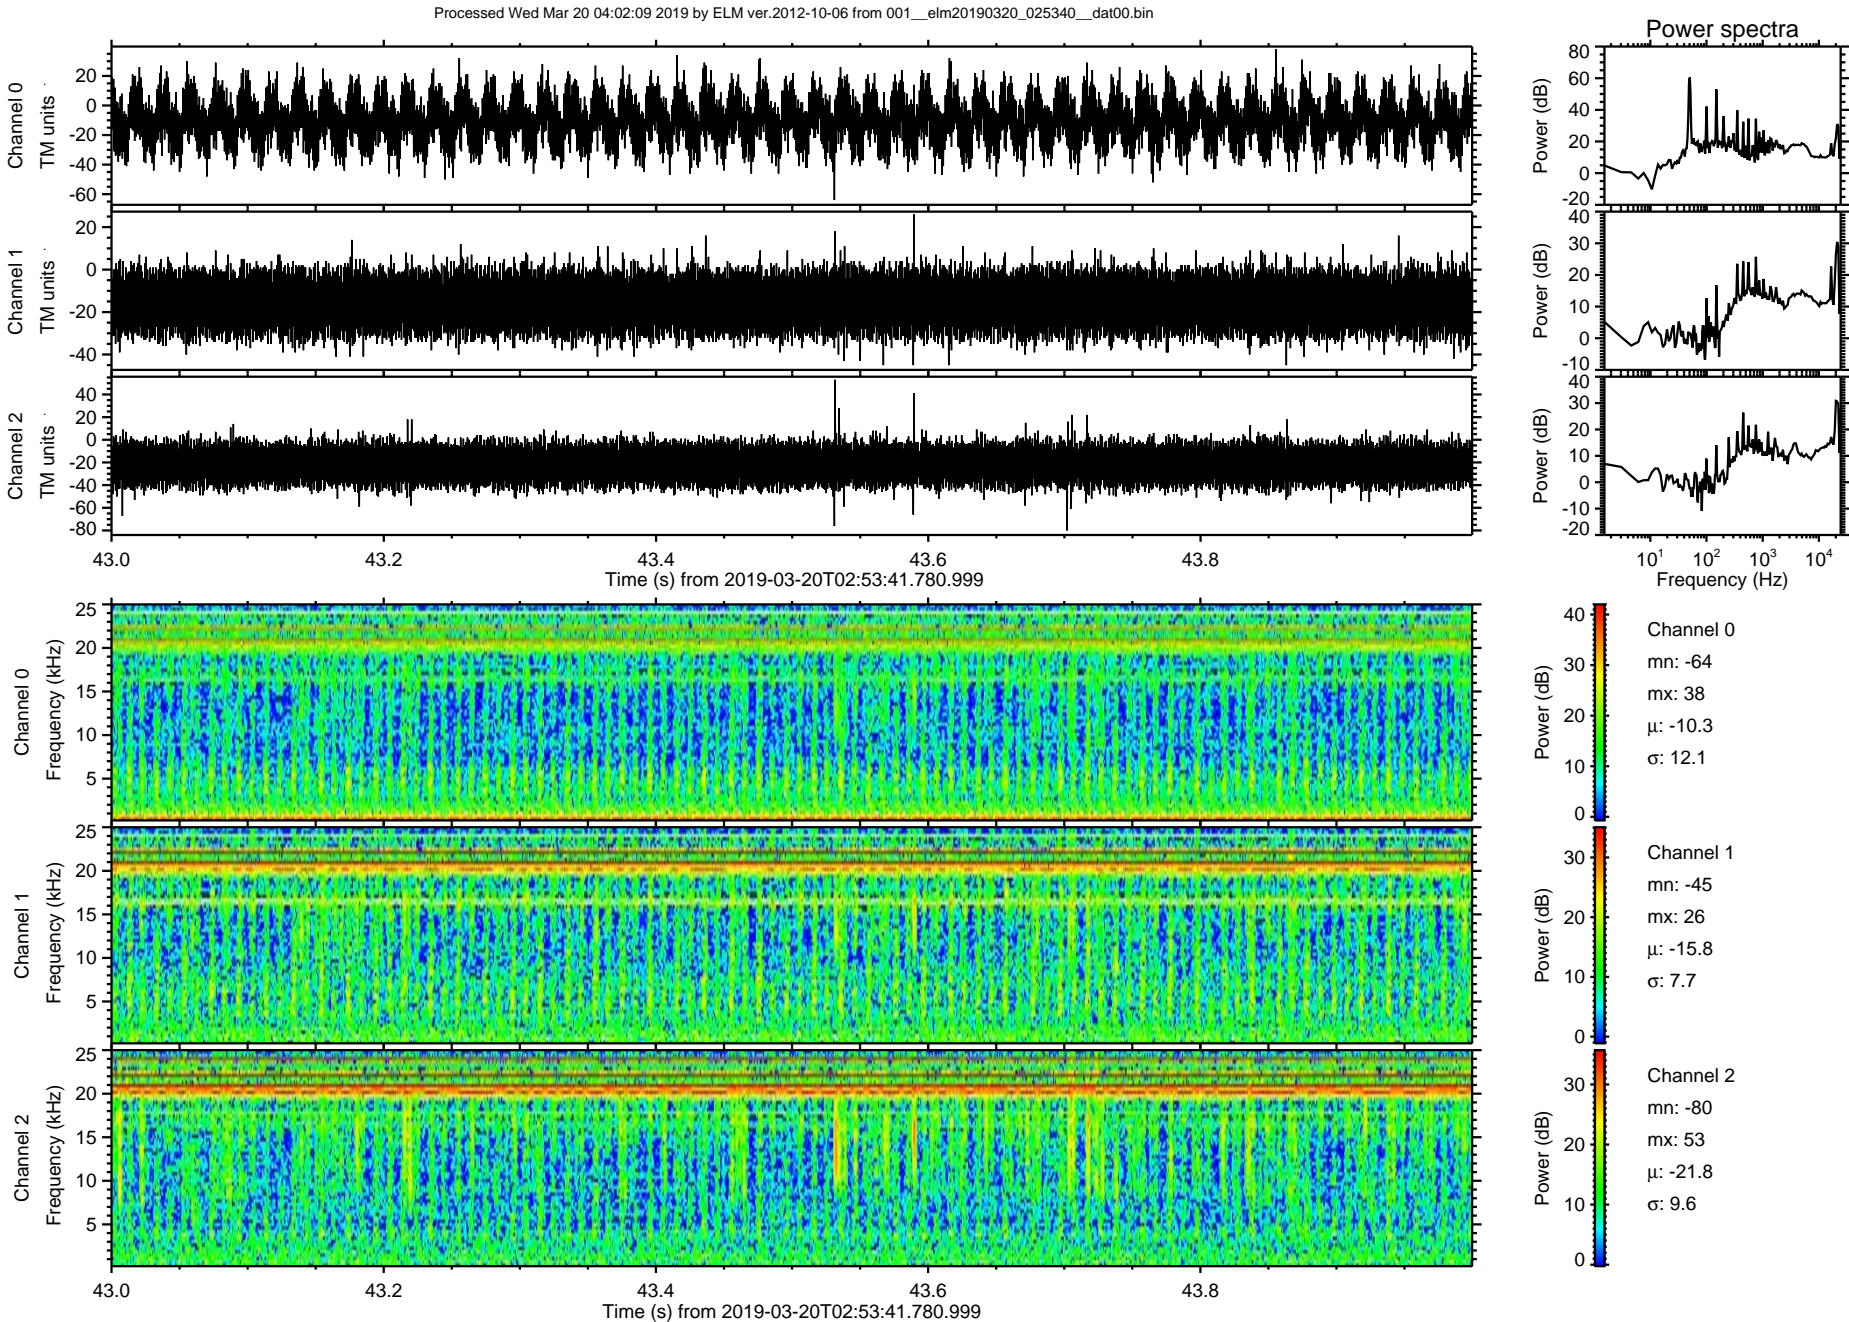 Processed Wed Mar 20 04:02:09 2019 by ELM ver.2012-10-06 from 001__elm20190320_025340__dat00.bin
Power spectra
Channel 0
TM units
20
0
-20
-40
-60
Power (dB)
80
60
40
20
0
-20
Channel 1
TM units
20
0
-20
-40
Power (dB)
40
30
20
10
0
-10
Channel 2
TM units
40
20
0
-20
-40
-60
-80
Power (dB)
40
30
20
10
0
-10
-20
43.0 43.2 43.4 43.6 43.8
Time (s) from 2019-03-20T02:53:41.780.999
10¹ 10² 10³ 10⁴
Frequency (Hz)
Channel 0
Frequency (kHz)
25
20
15
10
5
Power (dB)
40
30
20
10
0
Channel 0
mn: -64
mx: 38
μ: -10.3
σ: 12.1
Channel 1
Frequency (kHz)
25
20
15
10
5
Power (dB)
30
20
10
0
Channel 1
mn: -45
mx: 26
μ: -15.8
σ: 7.7
Channel 2
Frequency (kHz)
25
20
15
10
5
Power (dB)
30
20
10
0
Channel 2
mn: -80
mx: 53
μ: -21.8
σ: 9.6
43.0 43.2 43.4 43.6 43.8
Time (s) from 2019-03-20T02:53:41.780.999